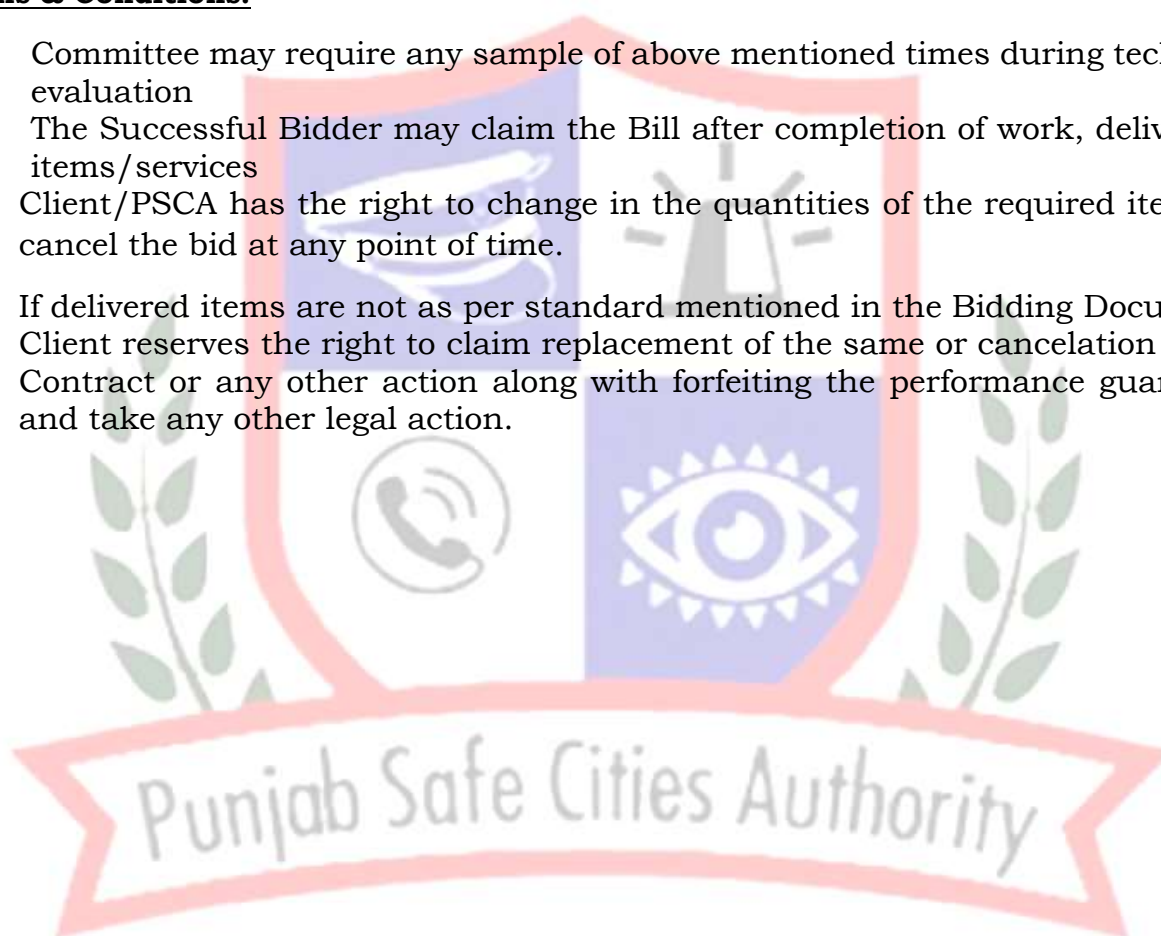 ns & Conditions:
Committee may require any sample of above mentioned times during tec
evaluation
The Successful Bidder may claim the Bill after completion of work, deliv
items/services
Client/PSCA has the right to change in the quantities of the required ite
cancel the bid at any point of time.
If delivered items are not as per standard mentioned in the Bidding Docu
Client reserves the right to claim replacement of the same or cancelation
Contract or any other action along with forfeiting the performance guar
and take any other legal action.
Punjab Safe Cities Authority